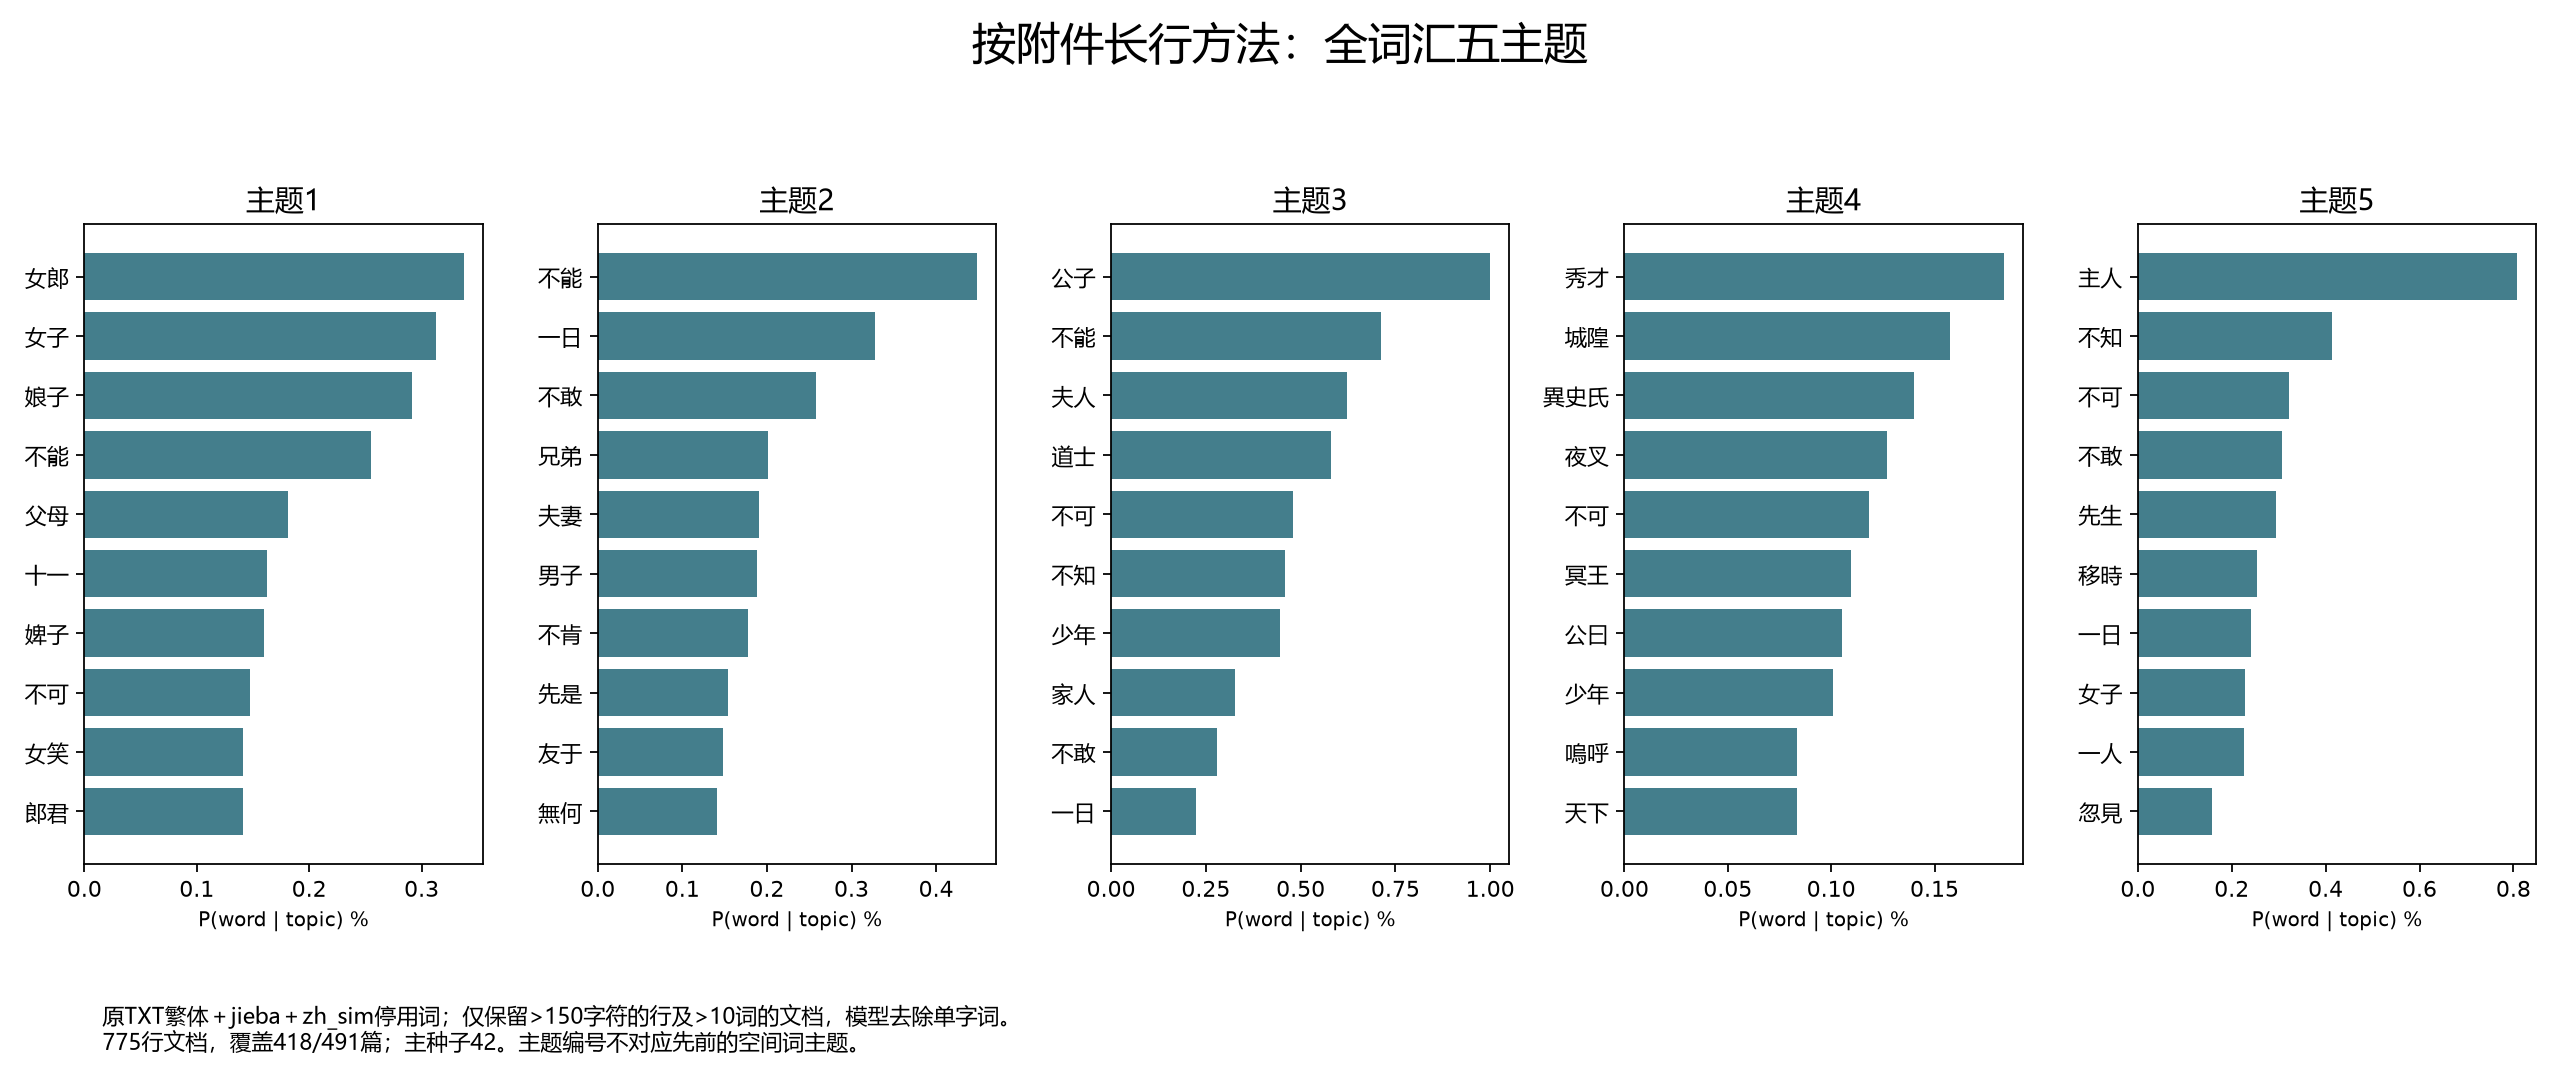 按附件长行方法：全词汇五主题
主题1
女郎
女子
娘子
不能
父母
十一
婢子
不可
女笑
郎君
0.0 0.1 0.2 0.3
P(word | topic) %
主题2
不能
一日
不敢
兄弟
夫妻
男子
不肯
先是
友于
無何
0.0 0.1 0.2 0.3 0.4
P(word | topic) %
主题3
公子
不能
夫人
道士
不可
不知
少年
家人
不敢
一日
0.00 0.25 0.50 0.75 1.00
P(word | topic) %
主题4
秀才
城隍
異史氏
夜叉
不可
冥王
公曰
少年
嗚呼
天下
0.00 0.05 0.10 0.15
P(word | topic) %
主题5
主人
不知
不可
不敢
先生
移時
一日
女子
一人
忽見
0.0 0.2 0.4 0.6 0.8
P(word | topic) %
原TXT繁体＋jieba＋zh_sim停用词；仅保留>150字符的行及>10词的文档，模型去除单字词。
775行文档，覆盖418/491篇；主种子42。主题编号不对应先前的空间词主题。